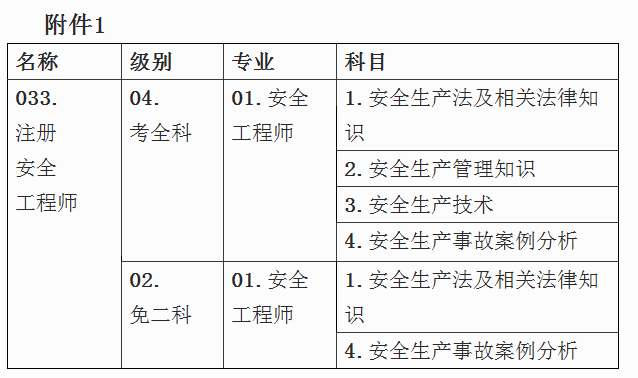 附件1
名称 级别 专业 科目
033. 04. 01.安全 1.安全生产法及相关法律知
注册 考全科 工程师 识
安全 2.安全生产管理知识
工程师 3.安全生产技术
4.安全生产事故案例分析
02. 01.安全 1.安全生产法及相关法律知
免二科 工程师 识
4.安全生产事故案例分析